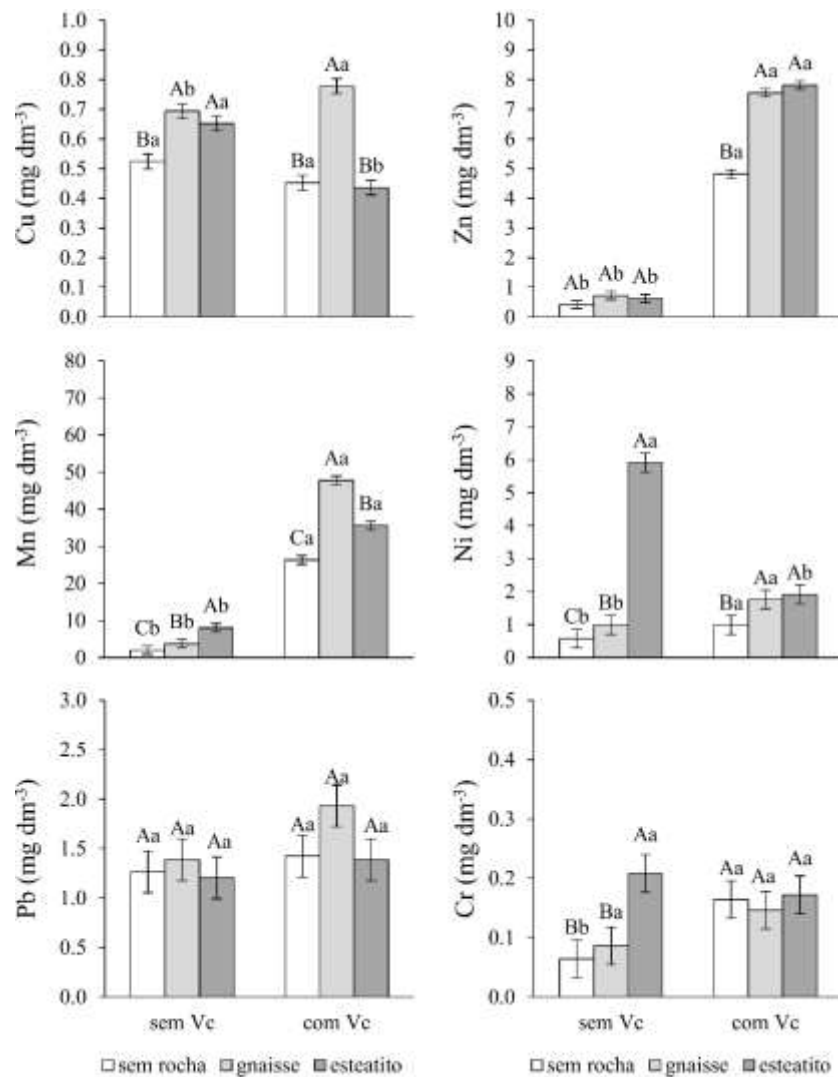 Cu (mg dm-3)
1.0
0.9
0.8
0.7
0.6
0.5
0.4
0.3
0.2
0.1
0.0
Ba
Ab
Aa
Ba
Aa
Bb
Zn (mg dm-3)
10
9
8
7
6
5
4
3
2
1
0
Ab
Ab
Ab
Ba
Aa
Aa
Mn (mg dm-3)
80
70
60
50
40
30
20
10
0
Cb
Bb
Ab
Ca
Aa
Ba
Ni (mg dm-3)
9
8
7
6
5
4
3
2
1
0
Cb
Bb
Aa
Ba
Aa
Ab
Pb (mg dm-3)
3.0
2.5
2.0
1.5
1.0
0.5
0.0
Aa
Aa
Aa
Aa
Aa
Aa
sem Vc
com Vc
Cr (mg dm-3)
0.5
0.4
0.3
0.2
0.1
0.0
Bb
Ba
Aa
Aa
Aa
Aa
sem Vc
com Vc
sem rocha gnaisse esteatito
sem rocha gnaisse esteatito